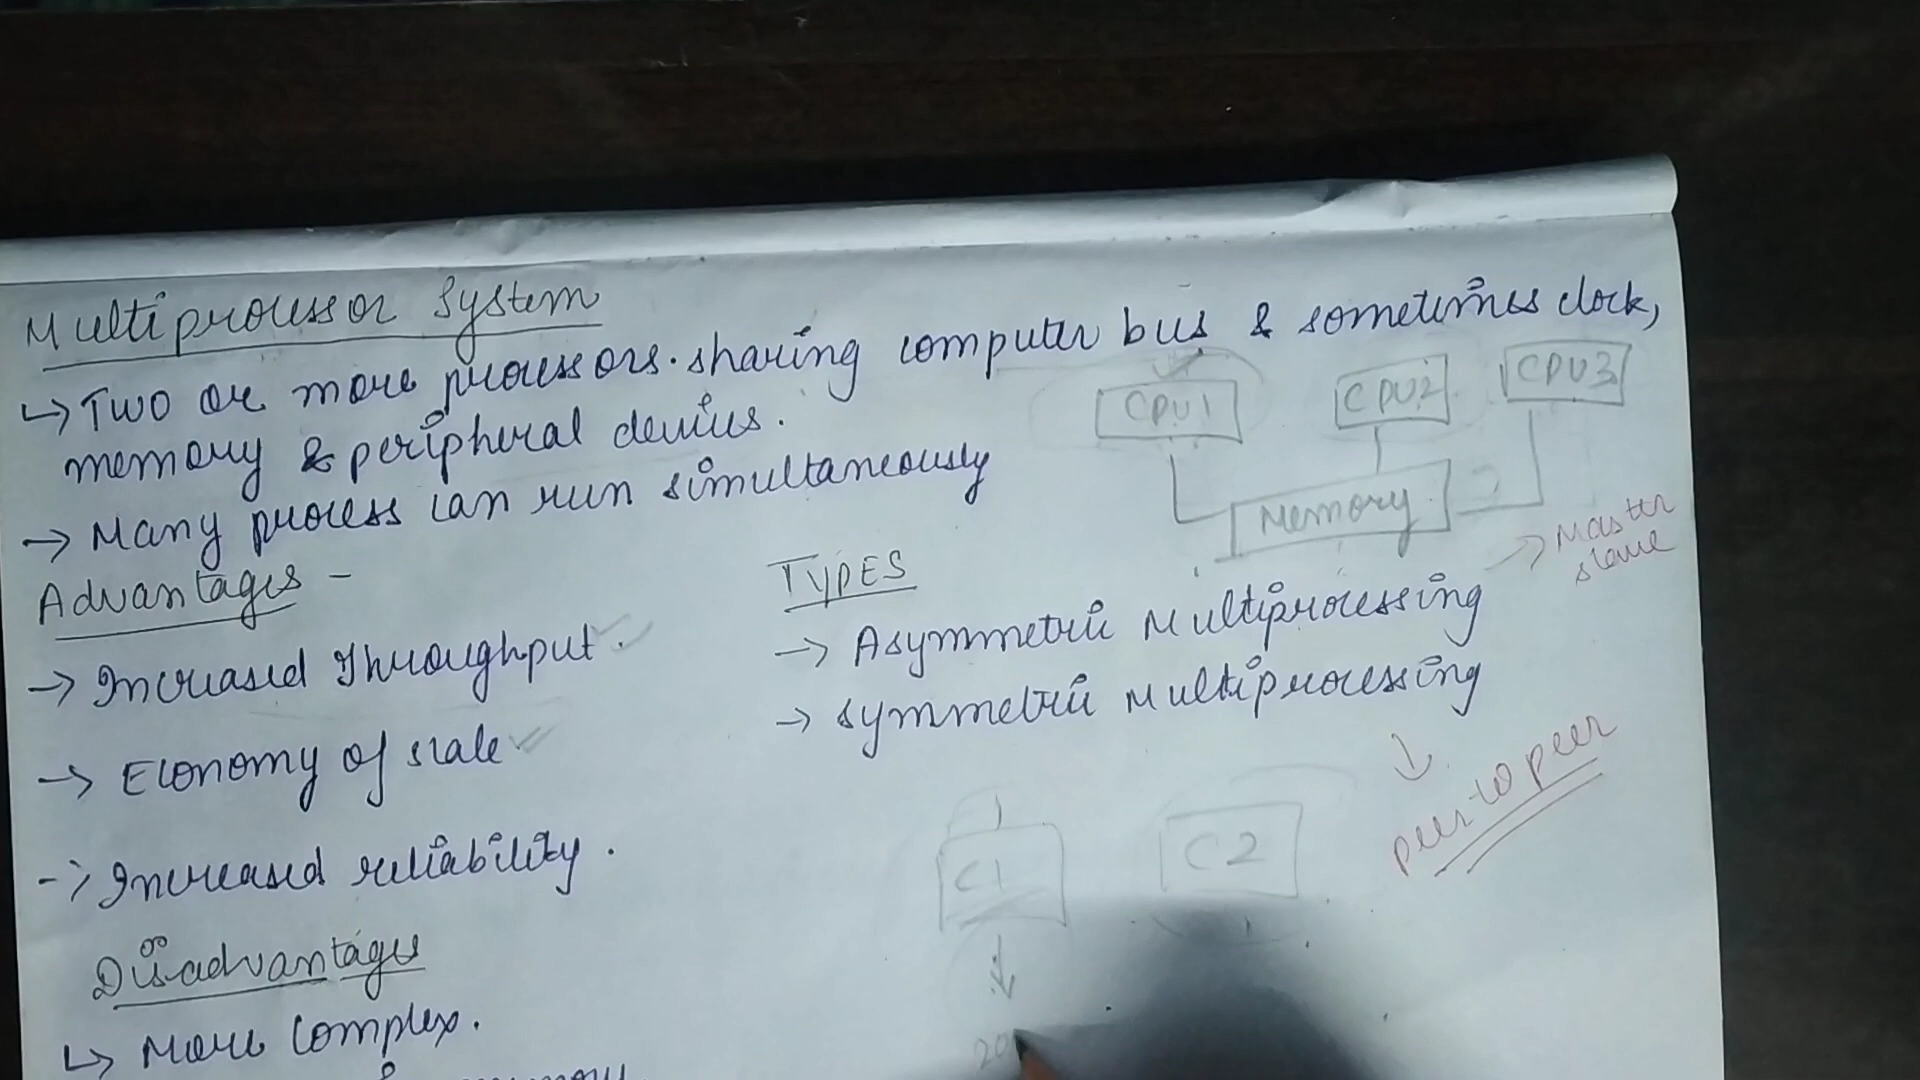 Multiprocessor System
↳ Two or more processors. sharing computer bus & sometimes clock,
memory & peripheral devices.
→ Many process can run simultaneously
CPU1
CPU2
CPU3
Memory
Advantages -
→ Increased Throughput.
→ Economy of scale
→ Increased reliability.
TYPES
→ Asymmetric Multiprocessing
→ Master
slave
→ Symmetric Multiprocessing
↓
peer-to peer
C1
C2
Disadvantages
↳ More Complex.